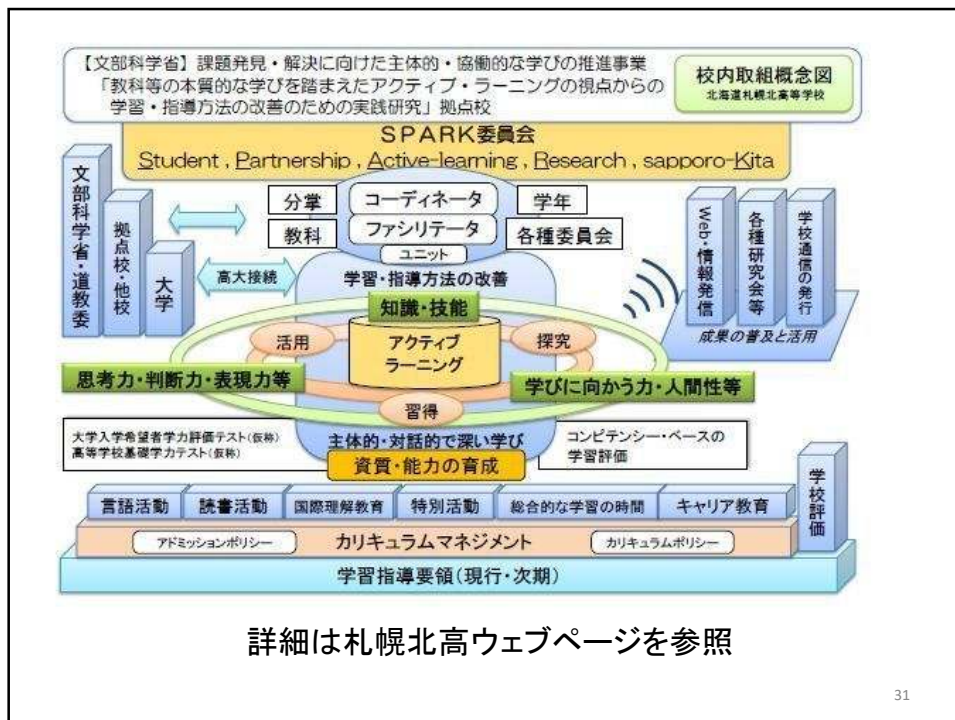 【文部科学省】課題発見・解決に向けた主体的・協働的な学びの推進事業
「教科等の本質的な学びを踏まえたアクティブ・ラーニングの視点からの
学習・指導方法の改善のための実践研究」拠点校
校内取組概念図
北海道札幌北高等学校
SPARK委員会
Student , Partnership , Active-learning , Research , sapporo-Kita
文部科学省・道教委
拠点校・他校
大学
高大接続
分掌
教科
コーディネータ
ファシリテータ
ユニット
学年
各種委員会
Web・情報発信
各種研究会等
学校通信の発行
成果の普及と活用
学習・指導方法の改善
知識・技能
活用
アクティブ
ラーニング
探究
思考力・判断力・表現力等
学びに向かう力・人間性等
習得
大学入学希望者学力評価テスト(仮称)
高等学校基礎学力テスト(仮称)
主体的・対話的で深い学び
資質・能力の育成
コンピテンシー・ベースの
学習評価
学校評価
言語活動
読書活動
国際理解教育
特別活動
総合的な学習の時間
キャリア教育
アドミッションポリシー
カリキュラムマネジメント
カリキュラムポリシー
学習指導要領(現行・次期)
詳細は札幌北高ウェブページを参照
31